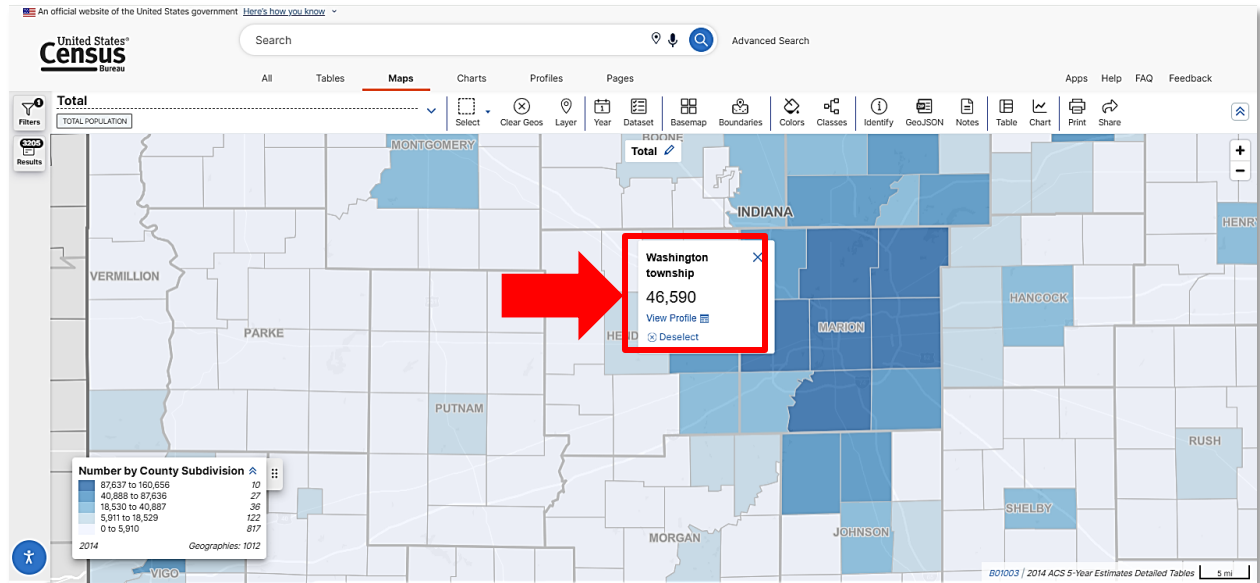 An official website of the United States government Here's how you know
United States®
Census
Bureau
Search
Advanced Search
All Tables Maps Charts Profiles Pages
Apps Help FAQ Feedback
1
Filters
3205
Results
Total
TOTAL POPULATION
Select Clear Geos Layer Year Dataset Basemap Boundaries Colors Classes Identify GeoJSON Notes Table Chart Print Share
BOONE
MONTGOMERY
Total
+
−
INDIANA
HENR
Washington
township
46,590
View Profile
Deselect
VERMILLION
HANCOCK
PARKE
HEND
MARION
PUTNAM
RUSH
Number by County Subdivision
87,637 to 160,656 10
40,888 to 87,636 27
18,530 to 40,887 36
5,911 to 18,529 122
0 to 5,910 817
2014 Geographies: 1012
SHELBY
MORGAN
JOHNSON
VIGO
B01003 | 2014 ACS 5-Year Estimates Detailed Tables
5 mi